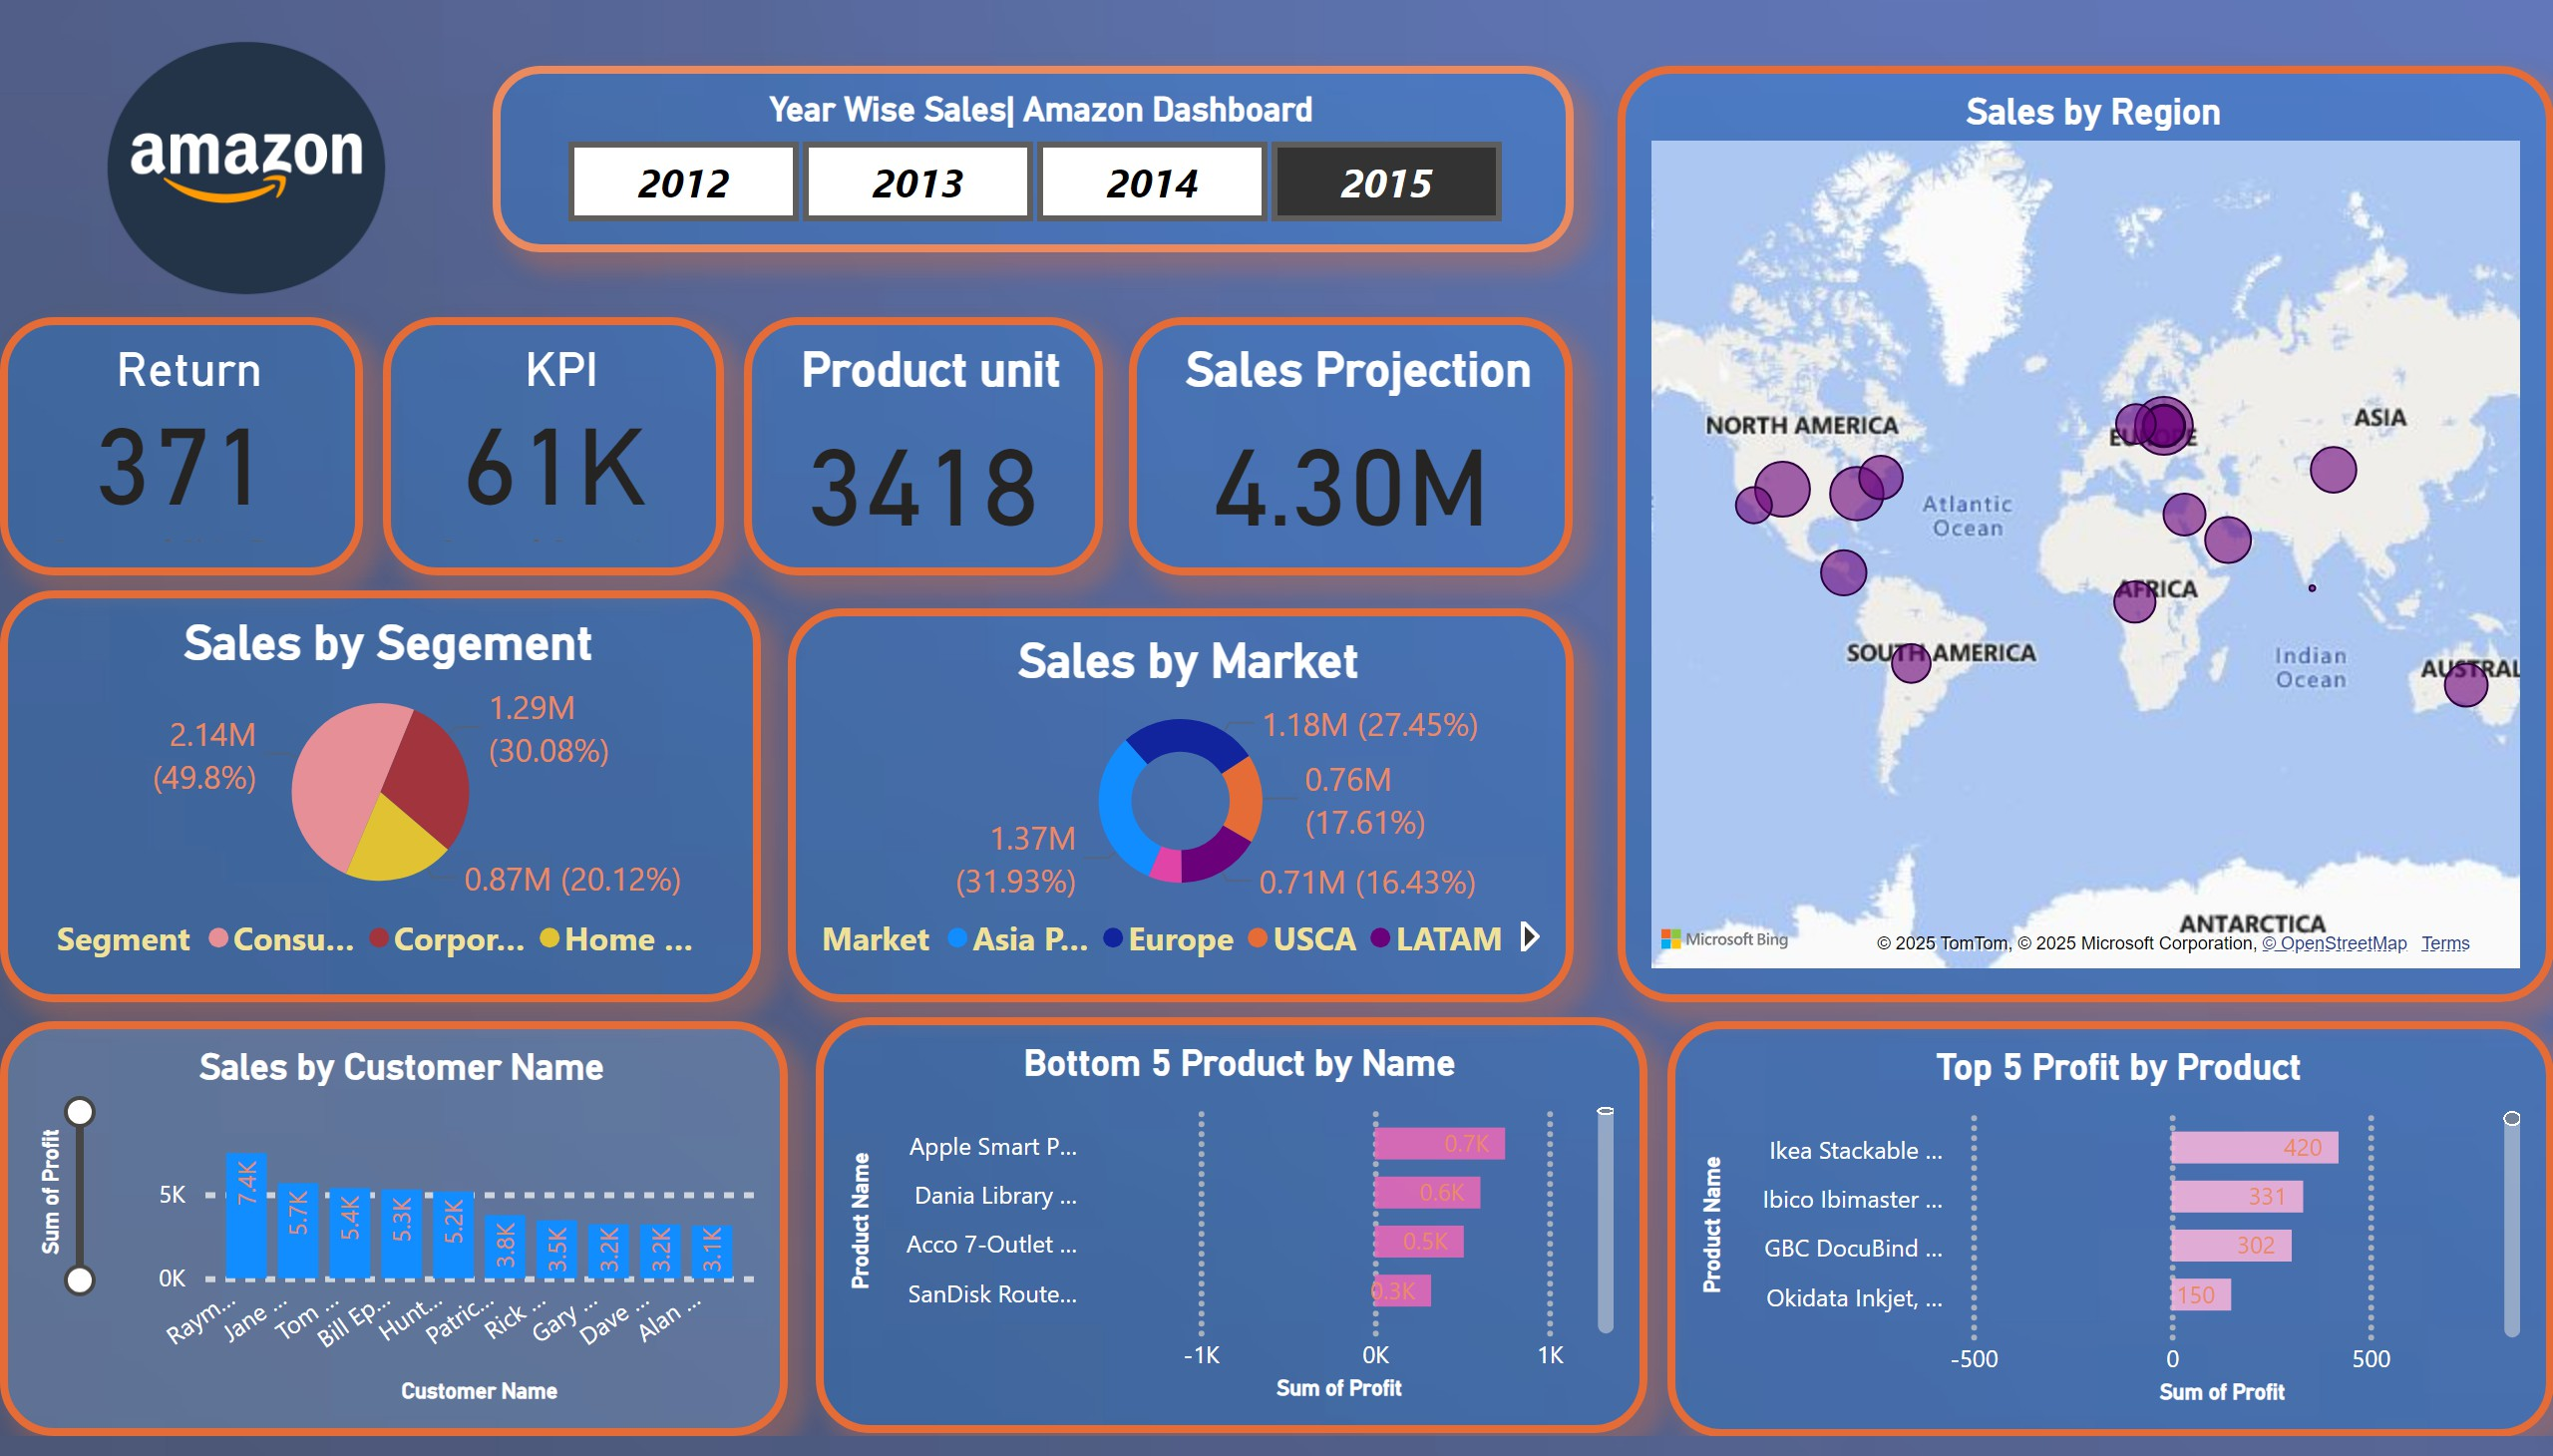 amazon
Year Wise Sales| Amazon Dashboard
2012
2013
2014
2015
Return
371
KPI
61K
Product unit
3418
Sales Projection
4.30M
Sales by Segement
2.14M
(49.8%)
1.29M
(30.08%)
0.87M (20.12%)
Segment Consu... Corpor... Home ...
Sales by Market
1.18M (27.45%)
0.76M
(17.61%)
0.71M (16.43%)
1.37M
(31.93%)
Market Asia P... Europe USCA LATAM
Sales by Region
NORTH AMERICA
EUROPE
ASIA
Atlantic
Ocean
AFRICA
SOUTH AMERICA
Indian
Ocean
AUSTRAL
ANTARCTICA
Microsoft Bing
© 2025 TomTom, © 2025 Microsoft Corporation, © OpenStreetMap Terms
Sales by Customer Name
Sum of Profit
5K
0K
7.4K
5.7K
5.4K
5.3K
5.2K
3.8K
3.5K
3.2K
3.2K
3.1K
Raym...
Jane ...
Tom ...
Bill Ep...
Hunt...
Patric...
Rick ...
Gary ...
Dave ...
Alan ...
Customer Name
Bottom 5 Product by Name
Product Name
Apple Smart P...
0.7K
Dania Library ...
0.6K
Acco 7-Outlet ...
0.5K
SanDisk Route...
0.3K
-1K
0K
1K
Sum of Profit
Top 5 Profit by Product
Product Name
Ikea Stackable ...
420
Ibico Ibimaster ...
331
GBC DocuBind ...
302
Okidata Inkjet, ...
150
-500
0
500
Sum of Profit